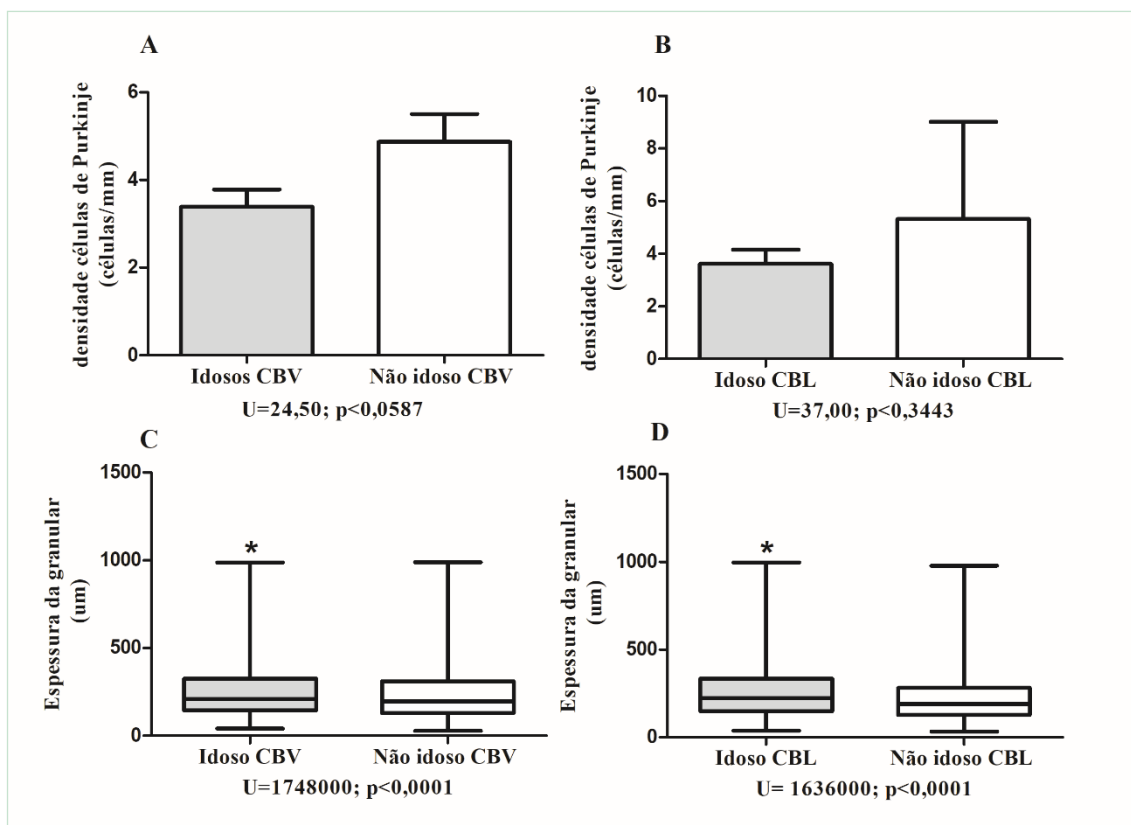 A
densidade células de Purkinje
(células/mm)
6
4
2
0
Idosos CBV Não idoso CBV
U=24,50; p<0,0587
B
densidade células de Purkinje
(células/mm)
10
8
6
4
2
0
Idoso CBL Não idoso CBL
U=37,00; p<0,3443
C
Espessura da granular
(um)
1500
1000
500
0
*
Idoso CBV Não idoso CBV
U=1748000; p<0,0001
D
Espessura da granular
(um)
1500
1000
500
0
*
Idoso CBL Não idoso CBL
U= 1636000; p<0,0001